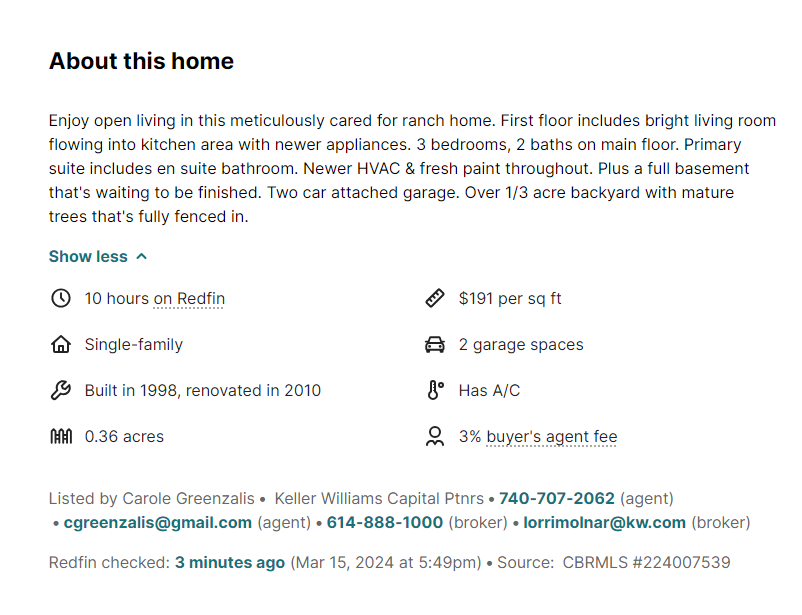 About this home
Enjoy open living in this meticulously cared for ranch home. First floor includes bright living room
flowing into kitchen area with newer appliances. 3 bedrooms, 2 baths on main floor. Primary
suite includes en suite bathroom. Newer HVAC & fresh paint throughout. Plus a full basement
that's waiting to be finished. Two car attached garage. Over 1/3 acre backyard with mature
trees that's fully fenced in.
Show less
10 hours on Redfin
$191 per sq ft
Single-family
2 garage spaces
Built in 1998, renovated in 2010
Has A/C
0.36 acres
3% buyer's agent fee
Listed by Carole Greenzalis • Keller Williams Capital Ptnrs • 740-707-2062 (agent)
• cgreenzalis@gmail.com (agent) • 614-888-1000 (broker) • lorrimolnar@kw.com (broker)
Redfin checked: 3 minutes ago (Mar 15, 2024 at 5:49pm) • Source: CBRMLS #224007539